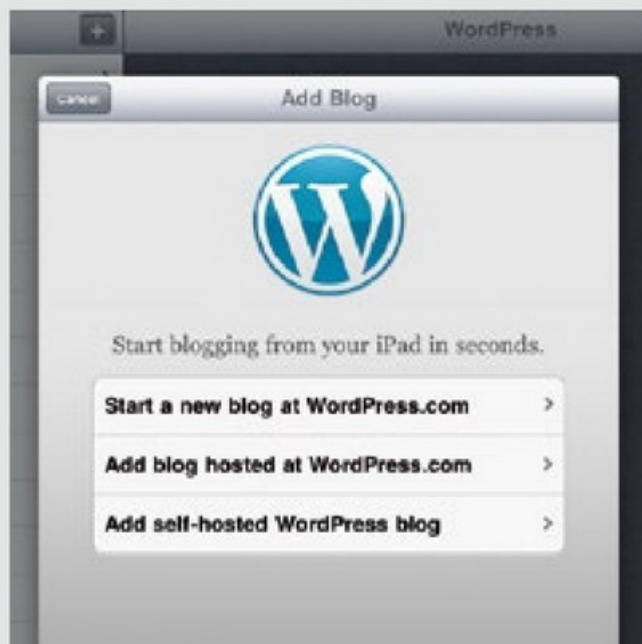 WordPress
Cancel
Add Blog
Start blogging from your iPad in seconds.
Start a new blog at WordPress.com
Add blog hosted at WordPress.com
Add self-hosted WordPress blog